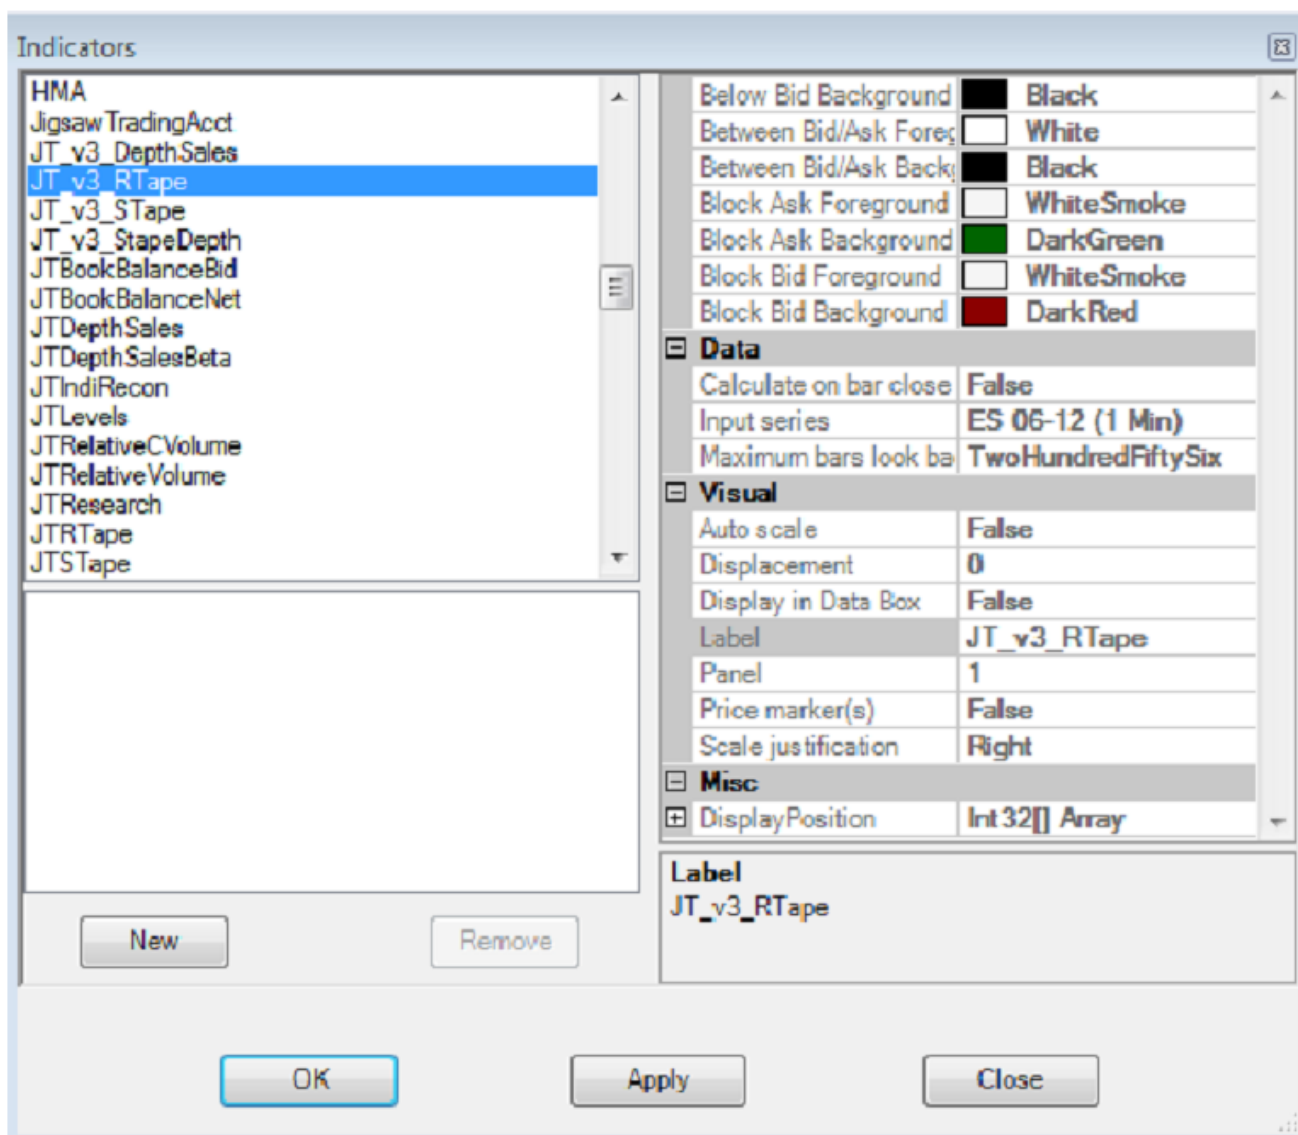 Indicators
HMA
Jigsaw TradingAcct
JT_v3_DepthSales
JT_v3_RTape
JT_v3_STape
JT_v3_StapeDepth
JTBookBalanceBid
JTBookBalanceNet
JTDepthSales
JTDepthSalesBeta
JTIndiRecon
JTLevels
JTRelativeCVolume
JTRelativeVolume
JTResearch
JTRTape
JTSTape
New
Remove
Below Bid Background Black
Between Bid/Ask Foreg White
Between Bid/Ask Backg Black
Block Ask Foreground WhiteSmoke
Block Ask Background DarkGreen
Block Bid Foreground WhiteSmoke
Block Bid Background DarkRed
Data
Calculate on bar close False
Input series ES 06-12 (1 Min)
Maximum bars look ba TwoHundredFiftySix
Visual
Auto scale False
Displacement 0
Display in Data Box False
Label JT_v3_RTape
Panel 1
Price marker(s) False
Scale justification Right
Misc
DisplayPosition Int32[] Array
Label
JT_v3_RTape
OK Apply Close